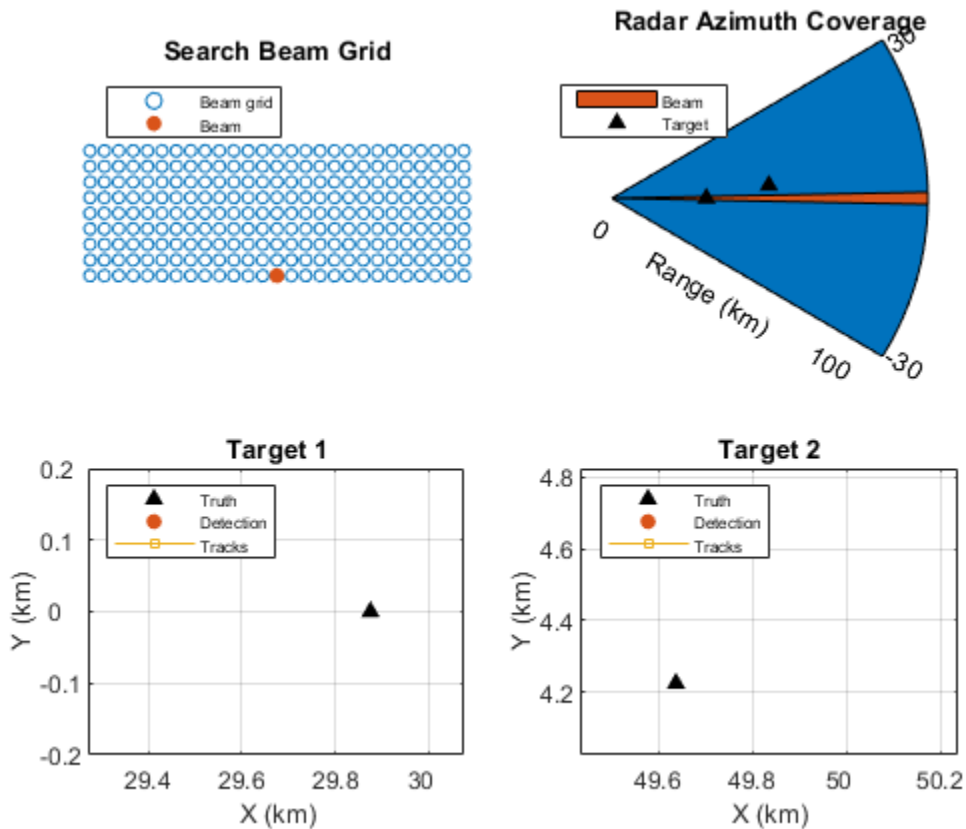 Search Beam Grid
Beam grid
Beam
Radar Azimuth Coverage
Beam
Target
30
0
Range (km)
100
-30
Target 1
Truth
Detection
Tracks
0.2
0.1
0
-0.1
-0.2
Y (km)
29.4
29.6
29.8
30
X (km)
Target 2
Truth
Detection
Tracks
4.8
4.6
4.4
4.2
Y (km)
49.6
49.8
50
50.2
X (km)